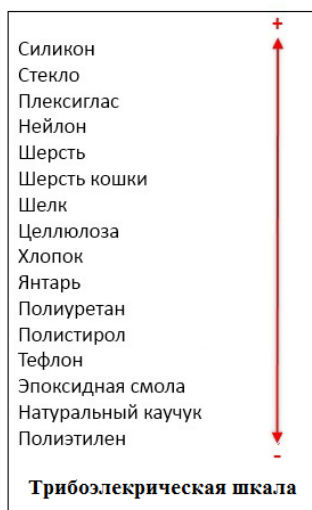 +
Силикон
Стекло
Плексиглас
Нейлон
Шерсть
Шерсть кошки
Шелк
Целлюлоза
Хлопок
Янтарь
Полиуретан
Полистирол
Тефлон
Эпоксидная смола
Натуральный каучук
Полиэтилен
-
Трибоэлекрическая шкала